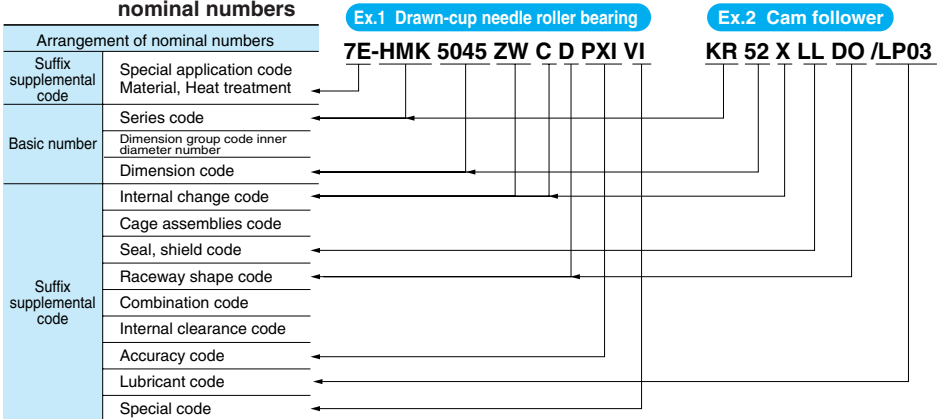 nominal numbers
Ex.1 Drawn-cup needle roller bearing
Ex.2 Cam follower
Arrangement of nominal numbers
7E-HMK 5045 ZW C D PXI VI
KR 52 X LL DO /LP03
Suffix
supplemental
code
Special application code
Material, Heat treatment
Basic number
Series code
Dimension group code inner
diameter number
Dimension code
Suffix
supplemental
code
Internal change code
Cage assemblies code
Seal, shield code
Raceway shape code
Combination code
Internal clearance code
Accuracy code
Lubricant code
Special code